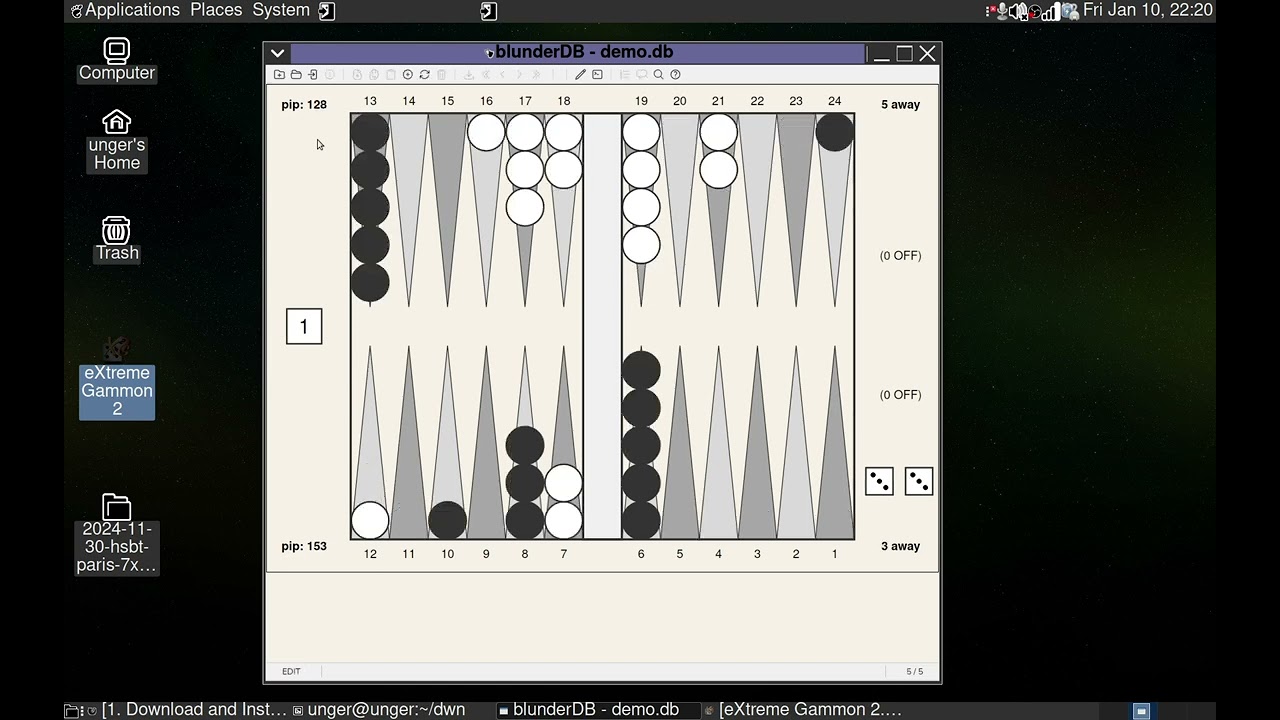 Applications Places System
Fri Jan 10, 22:20
Computer
unger's
Home
Trash
eXtreme
Gammon
2
2024-11-
30-hsbt-
paris-7x...
blunderDB - demo.db
pip: 128
13 14 15 16 17 18 19 20 21 22 23 24
5 away
(0 OFF)
1
(0 OFF)
pip: 153
12 11 10 9 8 7 6 5 4 3 2 1
3 away
EDIT
5 / 5
[1. Download and Inst... unger@unger:~/dwn blunderDB - demo.db [eXtreme Gammon 2....